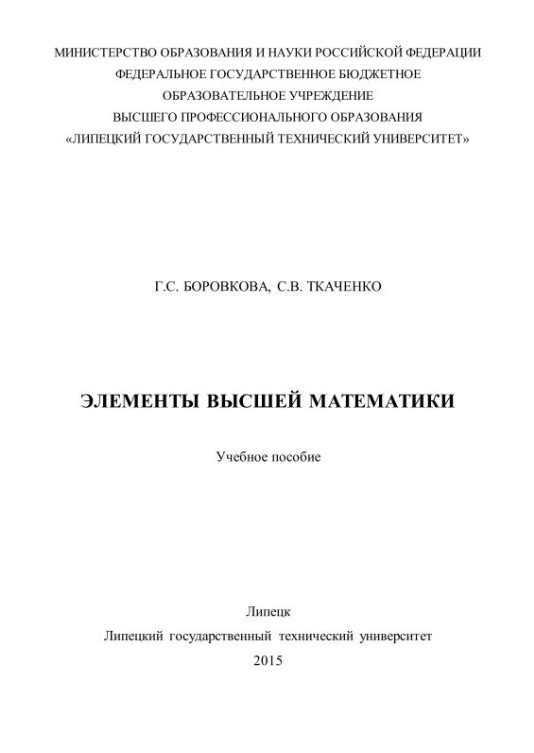 МИНИСТЕРСТВО ОБРАЗОВАНИЯ И НАУКИ РОССИЙСКОЙ ФЕДЕРАЦИИ
ФЕДЕРАЛЬНОЕ ГОСУДАРСТВЕННОЕ БЮДЖЕТНОЕ
ОБРАЗОВАТЕЛЬНОЕ УЧРЕЖДЕНИЕ
ВЫСШЕГО ПРОФЕССИОНАЛЬНОГО ОБРАЗОВАНИЯ
«ЛИПЕЦКИЙ ГОСУДАРСТВЕННЫЙ ТЕХНИЧЕСКИЙ УНИВЕРСИТЕТ»
Г.С. БОРОВКОВА, С.В. ТКАЧЕНКО
ЭЛЕМЕНТЫ ВЫСШЕЙ МАТЕМАТИКИ
Учебное пособие
Липецк
Липецкий государственный технический университет
2015